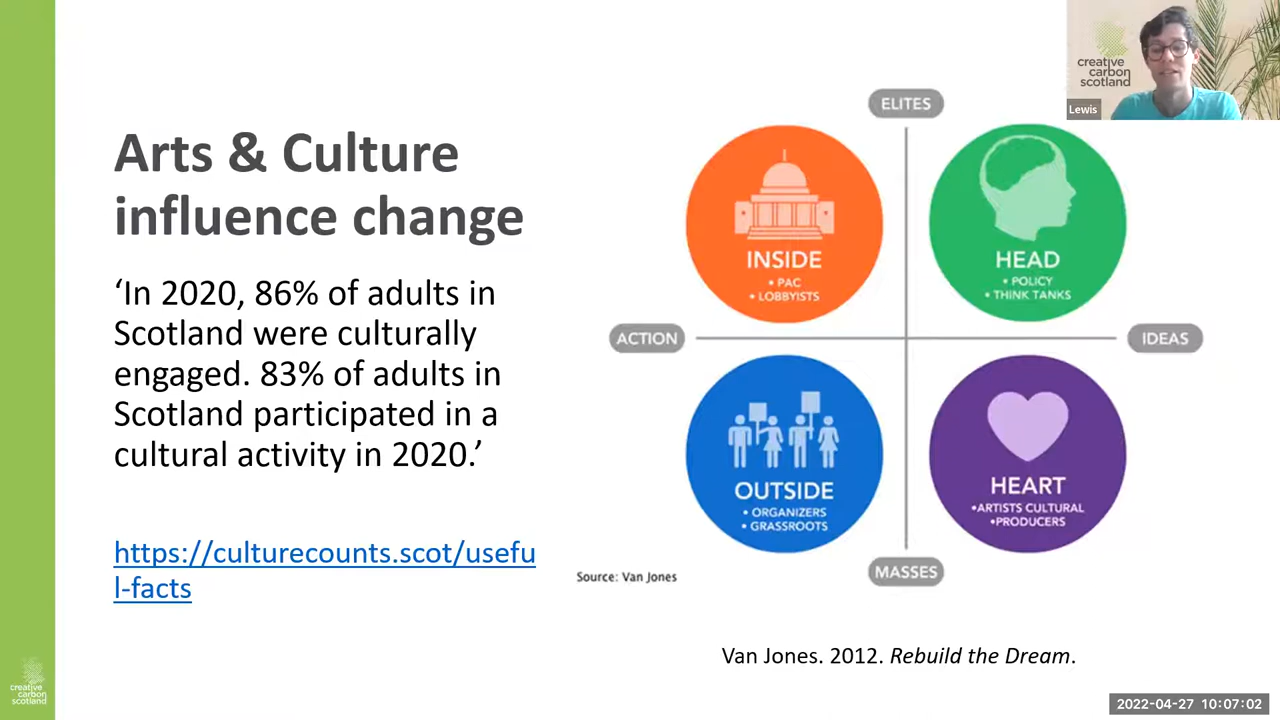 Arts & Culture
influence change
‘In 2020, 86% of adults in
Scotland were culturally
engaged. 83% of adults in
Scotland participated in a
cultural activity in 2020.’
https://culturecounts.scot/usefu
l-facts
creative
carbon
scotland
ELITES
INSIDE
• PAC
• LOBBYISTS
HEAD
• POLICY
• THINK TANKS
ACTION
IDEAS
OUTSIDE
• ORGANIZERS
• GRASSROOTS
HEART
•ARTISTS CULTURAL
•PRODUCERS
MASSES
Source: Van Jones
Van Jones. 2012. Rebuild the Dream.
creative
carbon
scotland
Lewis
2022-04-27 10:07:02